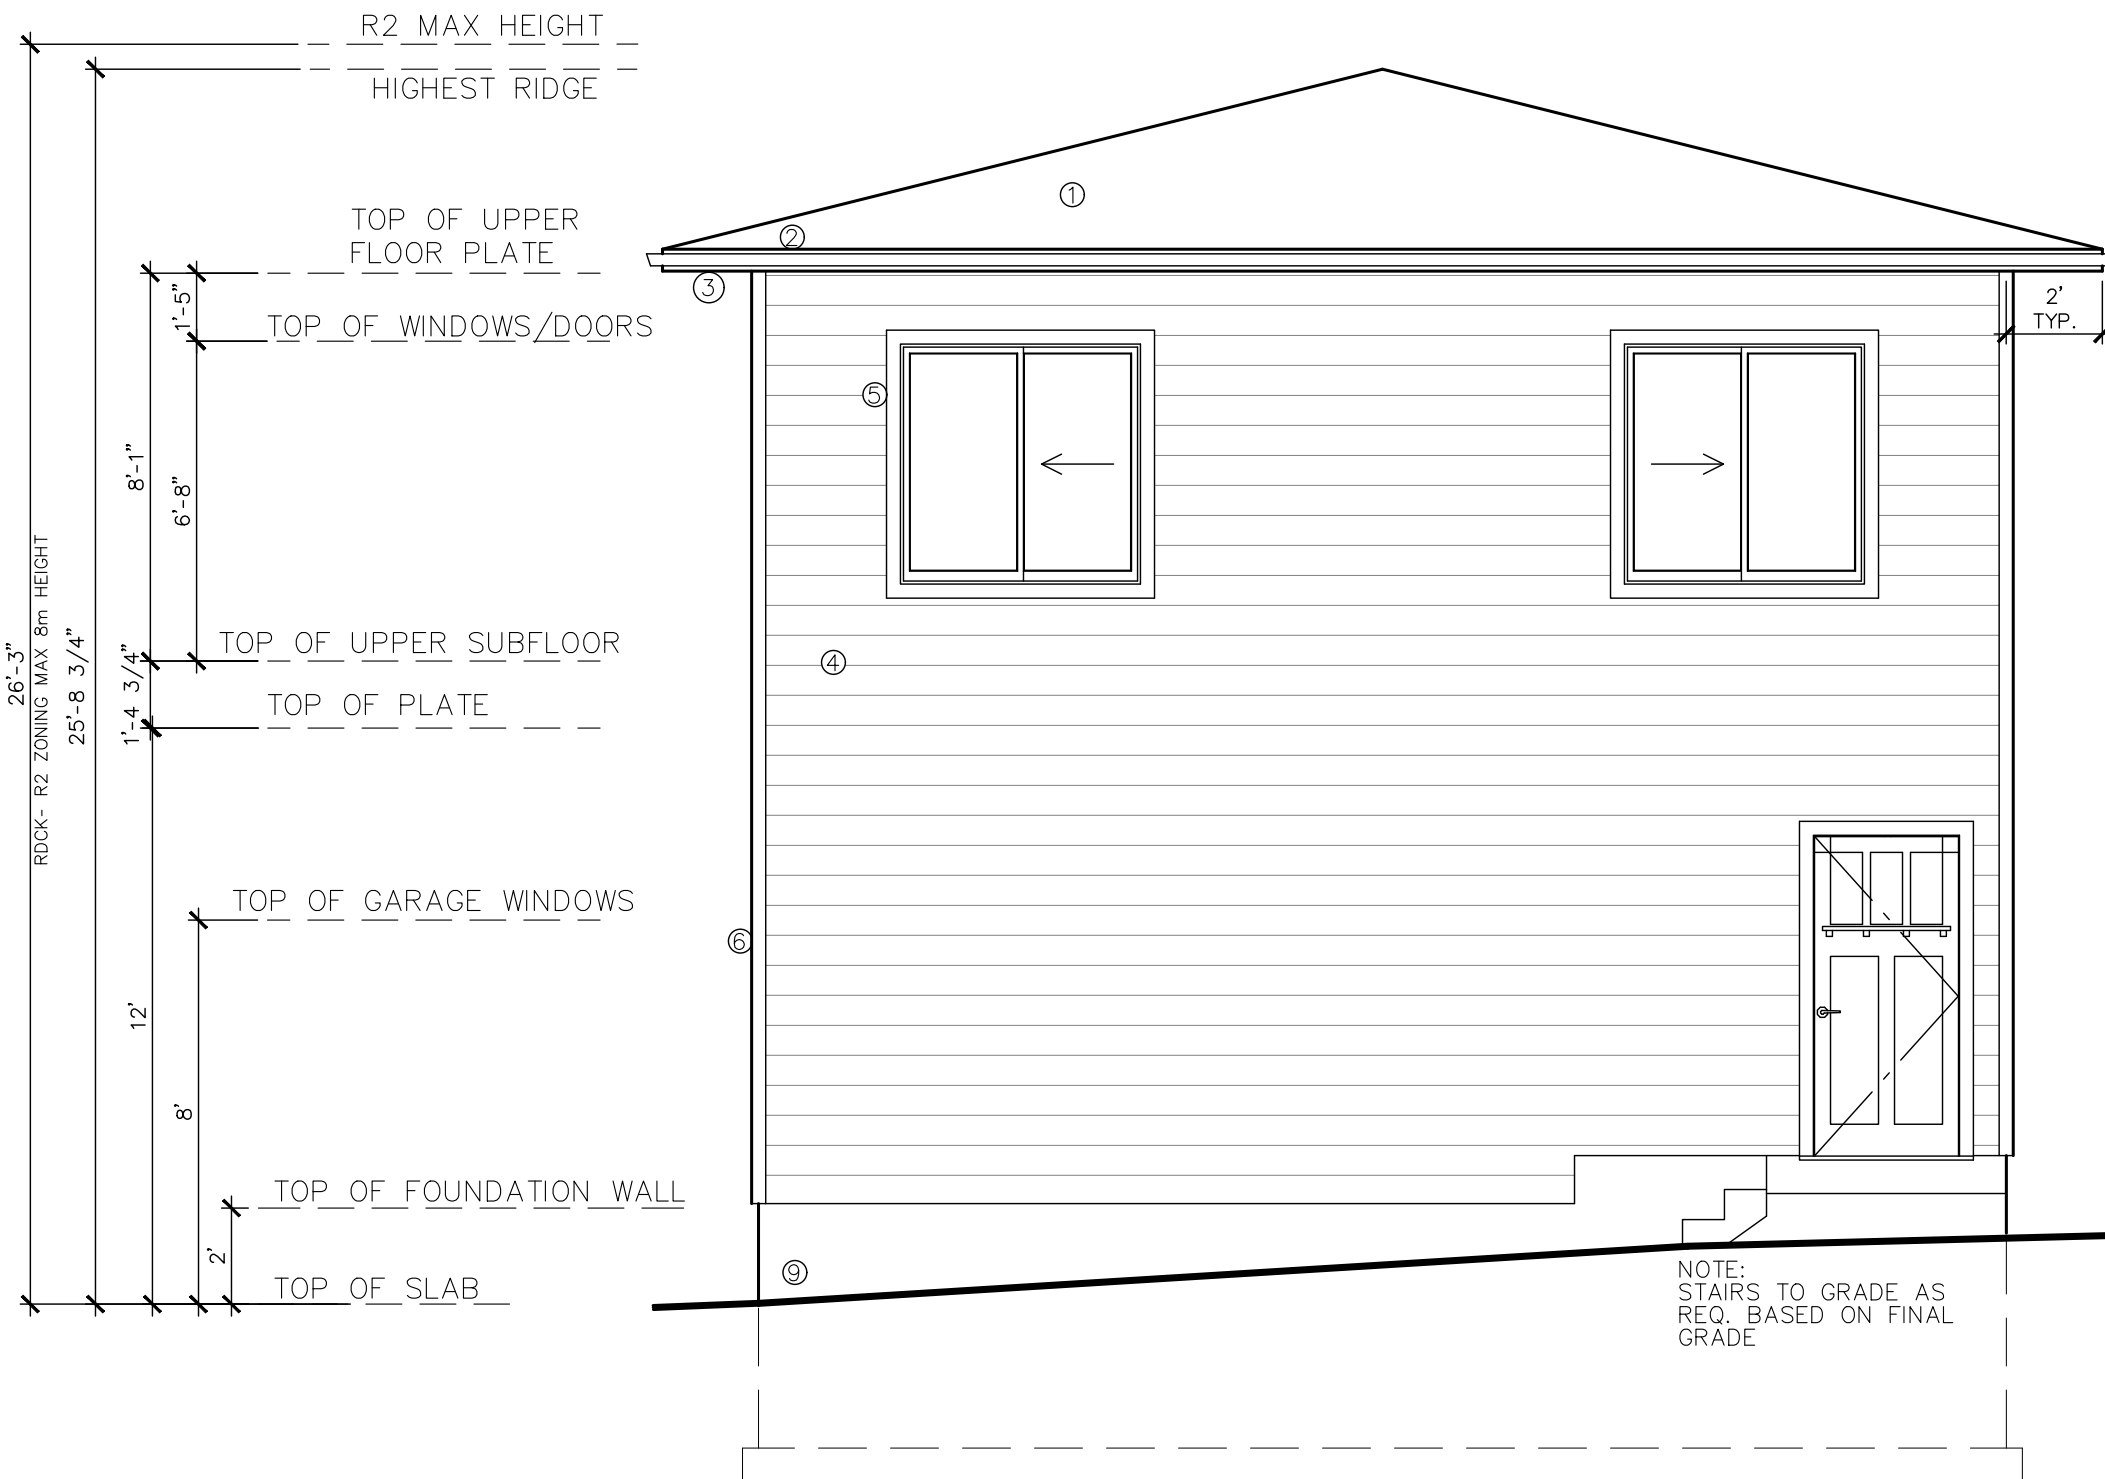 R2 MAX HEIGHT
HIGHEST RIDGE
TOP OF UPPER
FLOOR PLATE
TOP OF WINDOWS/DOORS
TOP OF UPPER SUBFLOOR
TOP OF PLATE
TOP OF GARAGE WINDOWS
TOP OF FOUNDATION WALL
TOP OF SLAB
26'-3"
RDCK- R2 ZONING MAX 8m HEIGHT
25'-8 3/4"
8'-1"
1'-4 3/4"
12'
1'-5"
6'-8"
8'
2'
1
2
3
5
4
6
9
2'
TYP.
NOTE:
STAIRS TO GRADE AS
REQ. BASED ON FINAL
GRADE